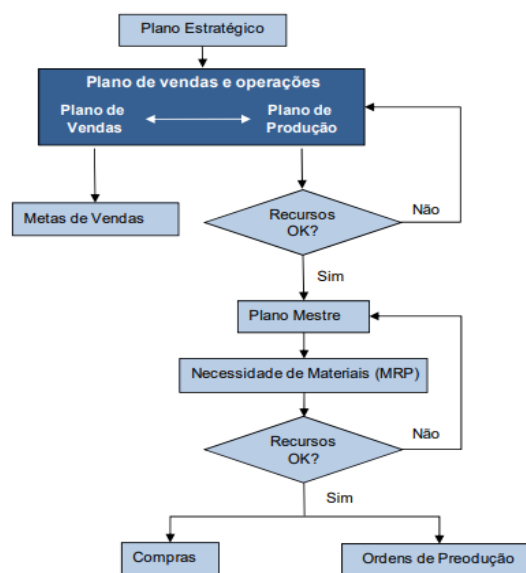 Plano Estratégico
Plano de vendas e operações
Plano de
Vendas
Plano de
Produção
Metas de Vendas
Recursos
OK?
Não
Sim
Plano Mestre
Necessidade de Materiais (MRP)
Recursos
OK?
Não
Sim
Compras
Ordens de Preodução